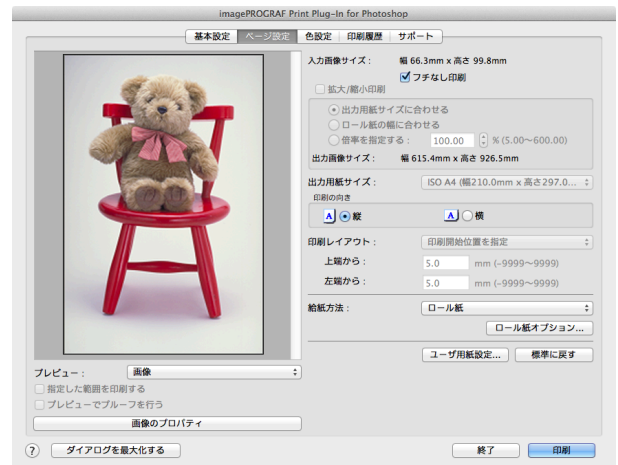 imagePROGRAF Print Plug-In for Photoshop
基本設定 ページ設定 色設定 印刷履歴 サポート
入力画像サイズ： 幅 66.3mm x 高さ 99.8mm
フチなし印刷
拡大/縮小印刷
出力用紙サイズに合わせる
ロール紙の幅に合わせる
倍率を指定する： 100.00 % (5.00〜600.00)
出力画像サイズ： 幅 615.4mm x 高さ 926.5mm
出力用紙サイズ： ISO A4 (幅210.0mm x 高さ297.0...
印刷の向き
A 縦 A 横
印刷レイアウト： 印刷開始位置を指定
上端から： 5.0 mm (-9999〜9999)
左端から： 5.0 mm (-9999〜9999)
給紙方法： ロール紙
ロール紙オプション...
ユーザ用紙設定... 標準に戻す
プレビュー： 画像
指定した範囲を印刷する
プレビューでプルーフを行う
画像のプロパティ
? ダイアログを最大化する 終了 印刷